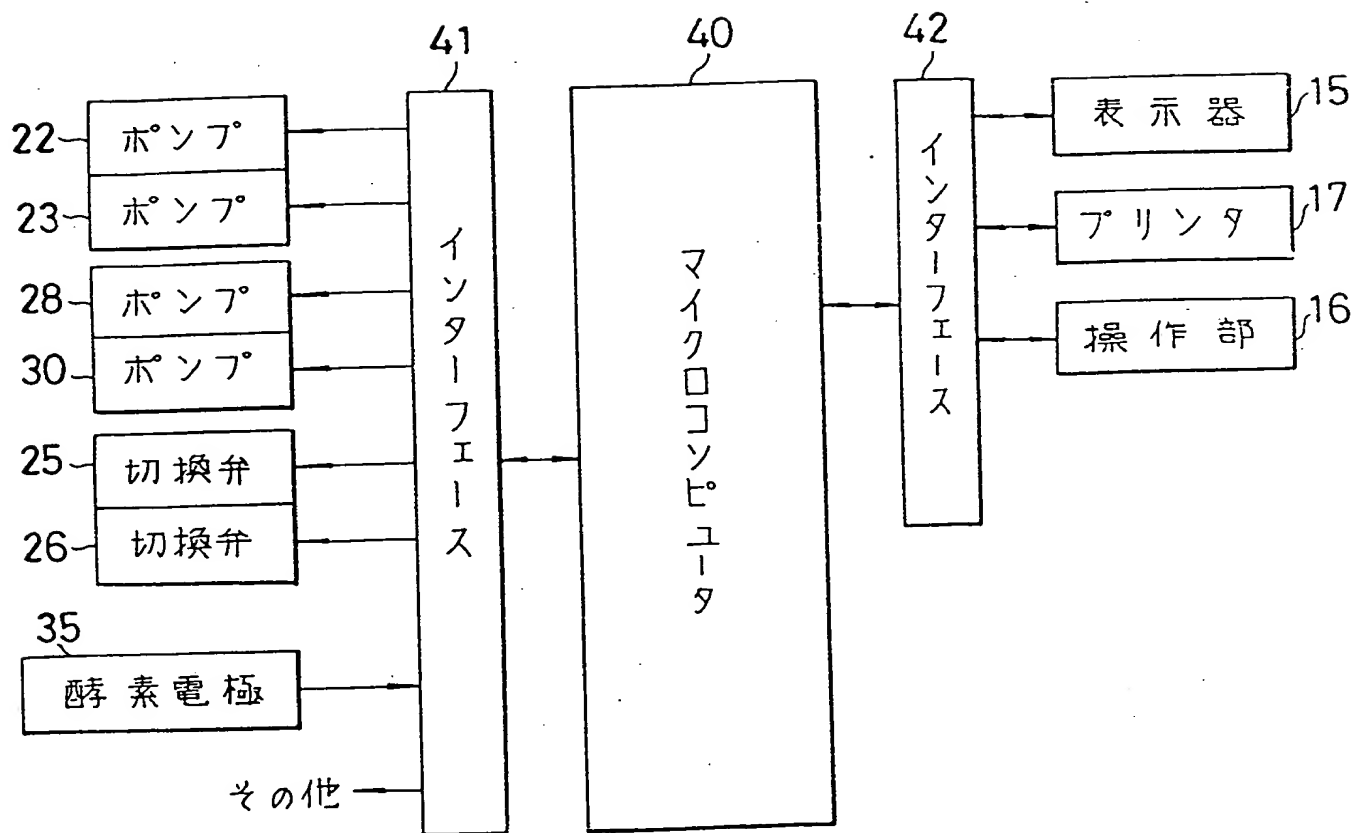 41
40
42
22
ポンプ
23
ポンプ
28
ポンプ
30
ポンプ
25
切換弁
26
切換弁
35
酵素電極
その他
インターフェース
マイクロコンピュータ
インターフェース
表示器
15
プリンタ
17
操作部
16